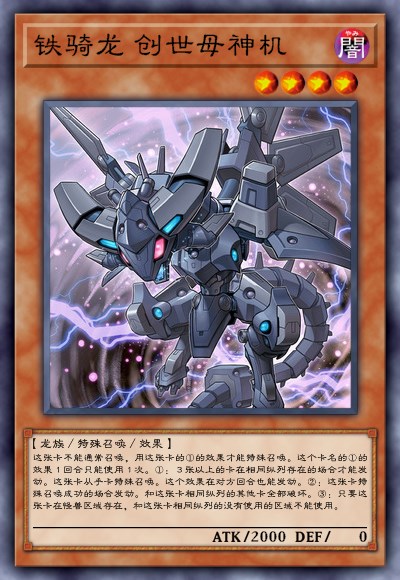 铁骑龙 创世母神机
やみ
闇
【龙族／特殊召唤／效果】
这张卡不能通常召唤，用这张卡的①的效果才能特殊召唤。这个卡名的①的
效果１回合只能使用１次。①：３张以上的卡在相同纵列存在的场合才能发
动。这张卡从手卡特殊召唤。这个效果在对方回合也能发动。②：这张卡特殊
召唤成功的场合发动。和这张卡相同纵列的其他卡全部破坏。③：只要这
张卡在怪兽区域存在，和这张卡相同纵列的没有使用的区域不能使用。
ATK/2000 DEF/ 0